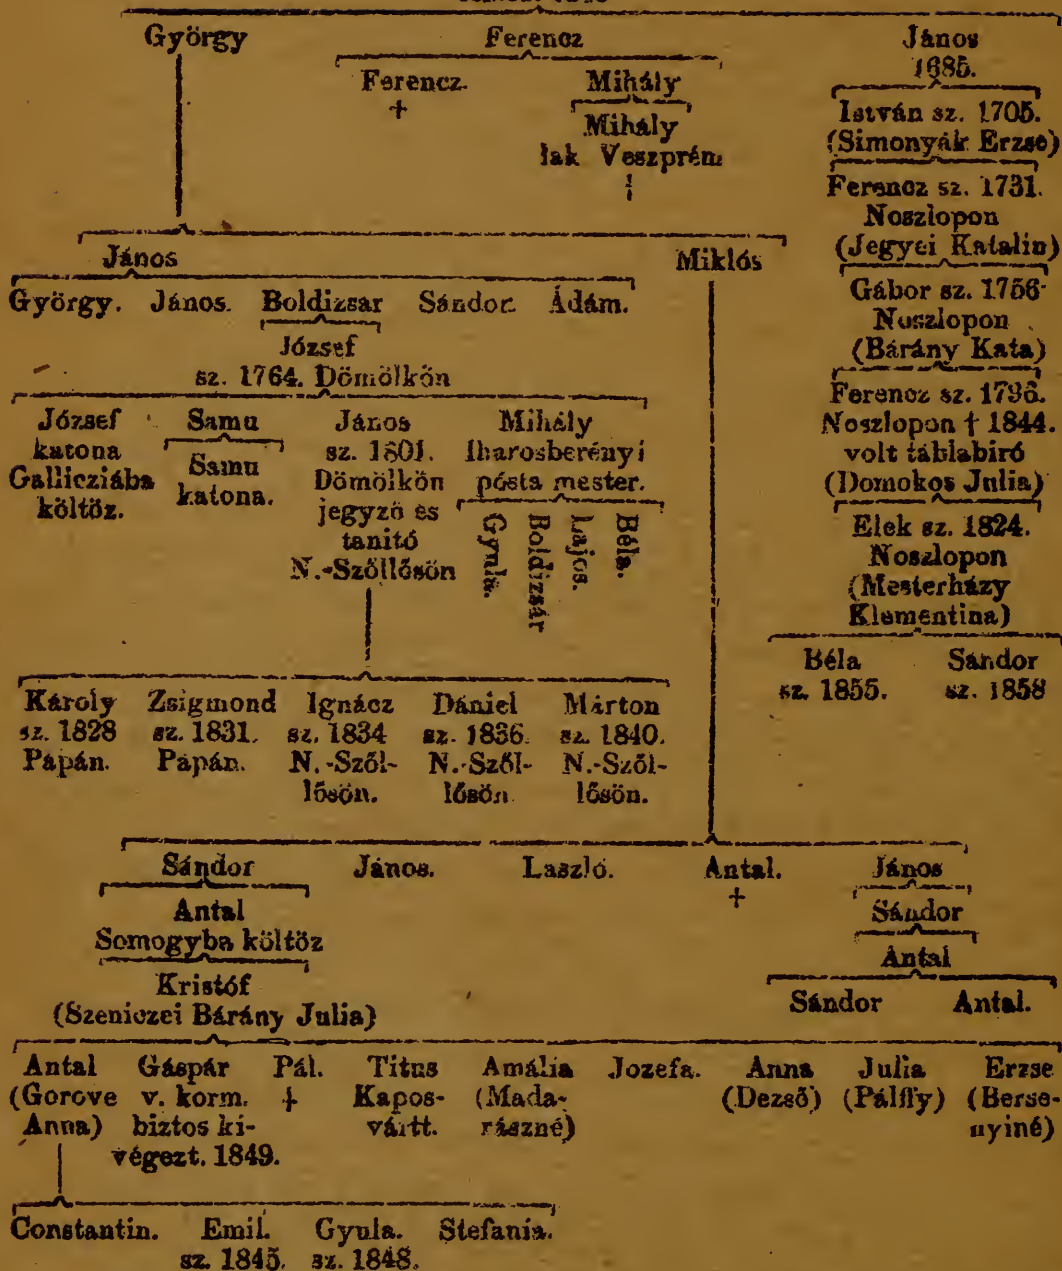 György Ferencz János
1685.
Ferencz. Mihály
† Mihály
lak Veszprém
†
István sz. 1705.
(Simonyák Erzse)
Ferencz sz. 1731.
Noszlopon
(Jegyei Katalin)
Gábor sz. 1756
Noszlopon
(Bárány Kata)
Ferencz sz. 1796.
Noszlopon † 1844.
volt táblabíró
(Domokos Julia)
Elek sz. 1824.
Noszlopon
(Mesterházy
Klementina)
Béla Sándor
sz. 1855. sz. 1858
János Miklós
György. János. Boldizsar Sándor. Ádám.
József
sz. 1764. Dömölkön
József
katona
Gallicziába
költöz.
Samu
Samu
katona.
János
sz. 1801.
Dömölkön
jegyző és
tanitó
N.-Szőllősön
Mihály
Iharosberényi
pósta mester.
Gyula.
Boldizsár
Lajos.
Béla.
Károly
sz. 1828
Pápán.
Zsigmond
sz. 1831.
Pápán.
Ignácz
sz. 1834
N.-Szől-
lősön.
Dániel
sz. 1836.
N.-Szől-
lősön
Márton
sz. 1840.
N.-Szől-
lősön.
Sándor János. Laszló. Antal. János
†
Antal
Somogyba költöz
Kristóf
(Szeniczei Bárány Julia)
Sándor
Antal
Sándor Antal.
Antal
(Gorove
Anna)
Gáspár
v. korm.
biztos ki-
végezt. 1849.
Pál.
†
Titus
Kapos-
vártt.
Amália
(Mada-
rászné)
Jozefa.
Anna
(Dezső)
Julia
(Pálffy)
Erzse
(Berse-
nyiné)
Constantin. Emil. Gyula. Stefania.
sz. 1845. sz. 1848.